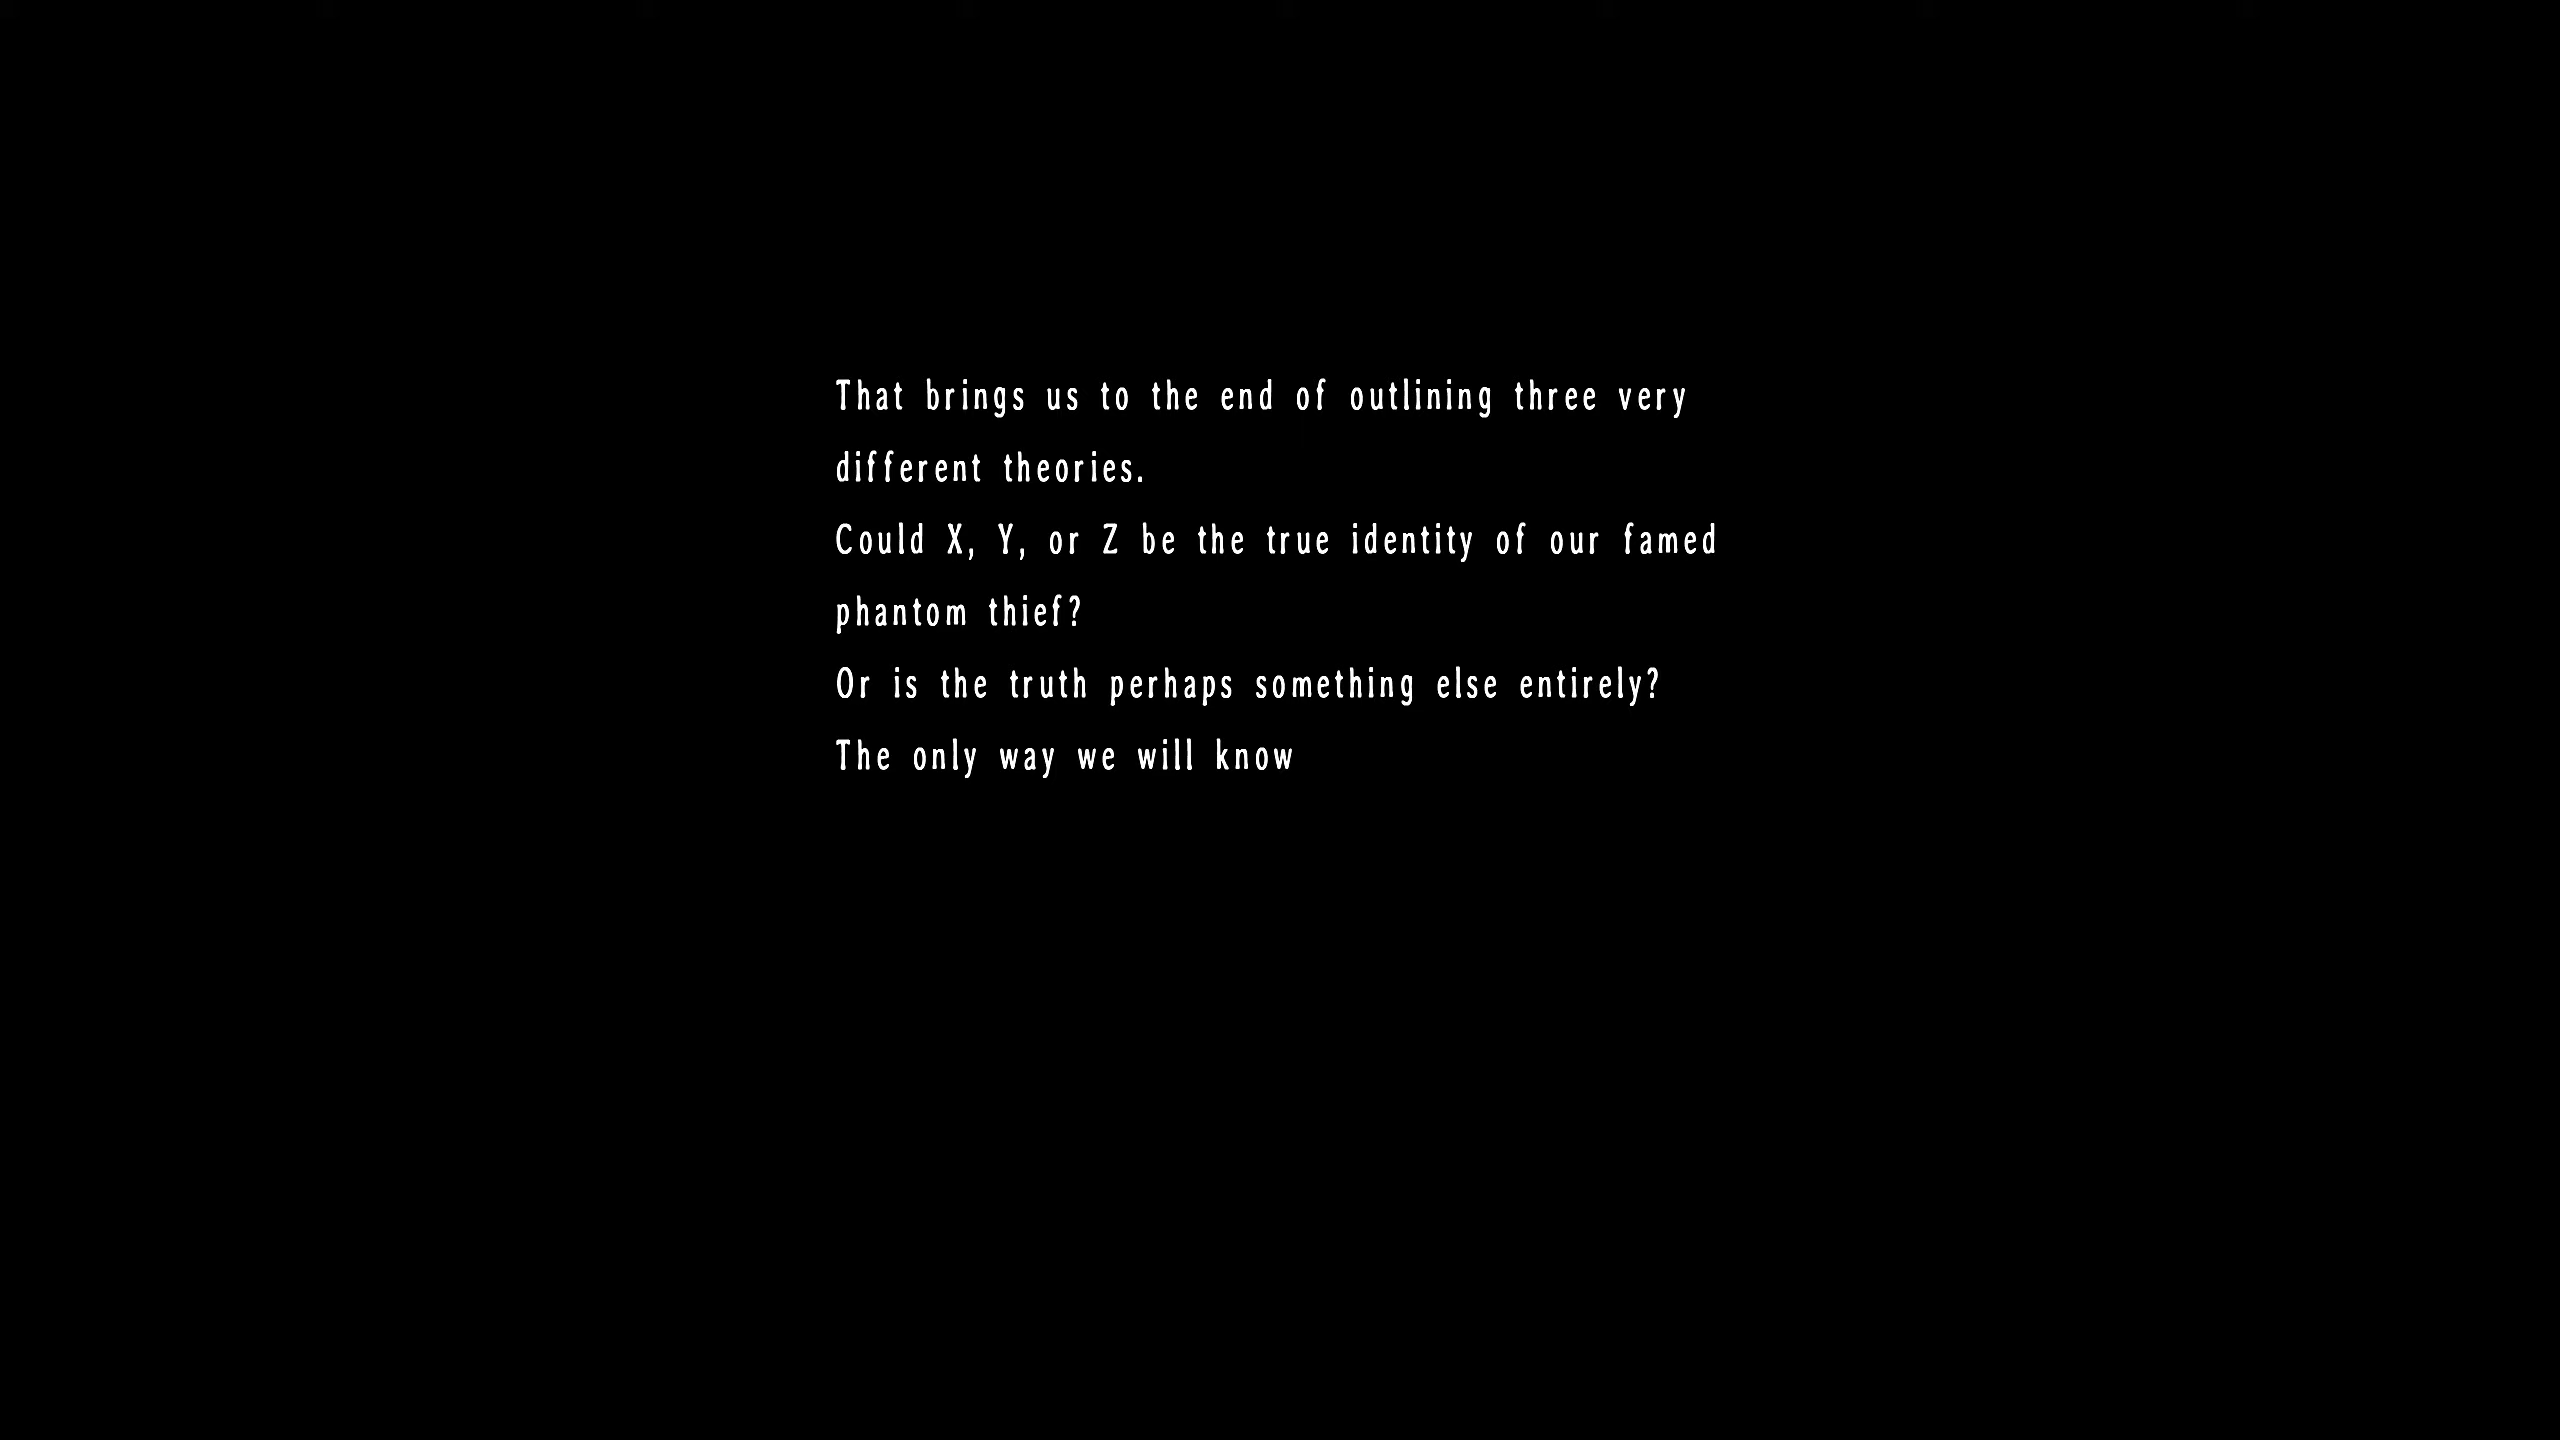 That brings us to the end of outlining three very
different theories.
Could X, Y, or Z be the true identity of our famed
phantom thief?
Or is the truth perhaps something else entirely?
The only way we will know